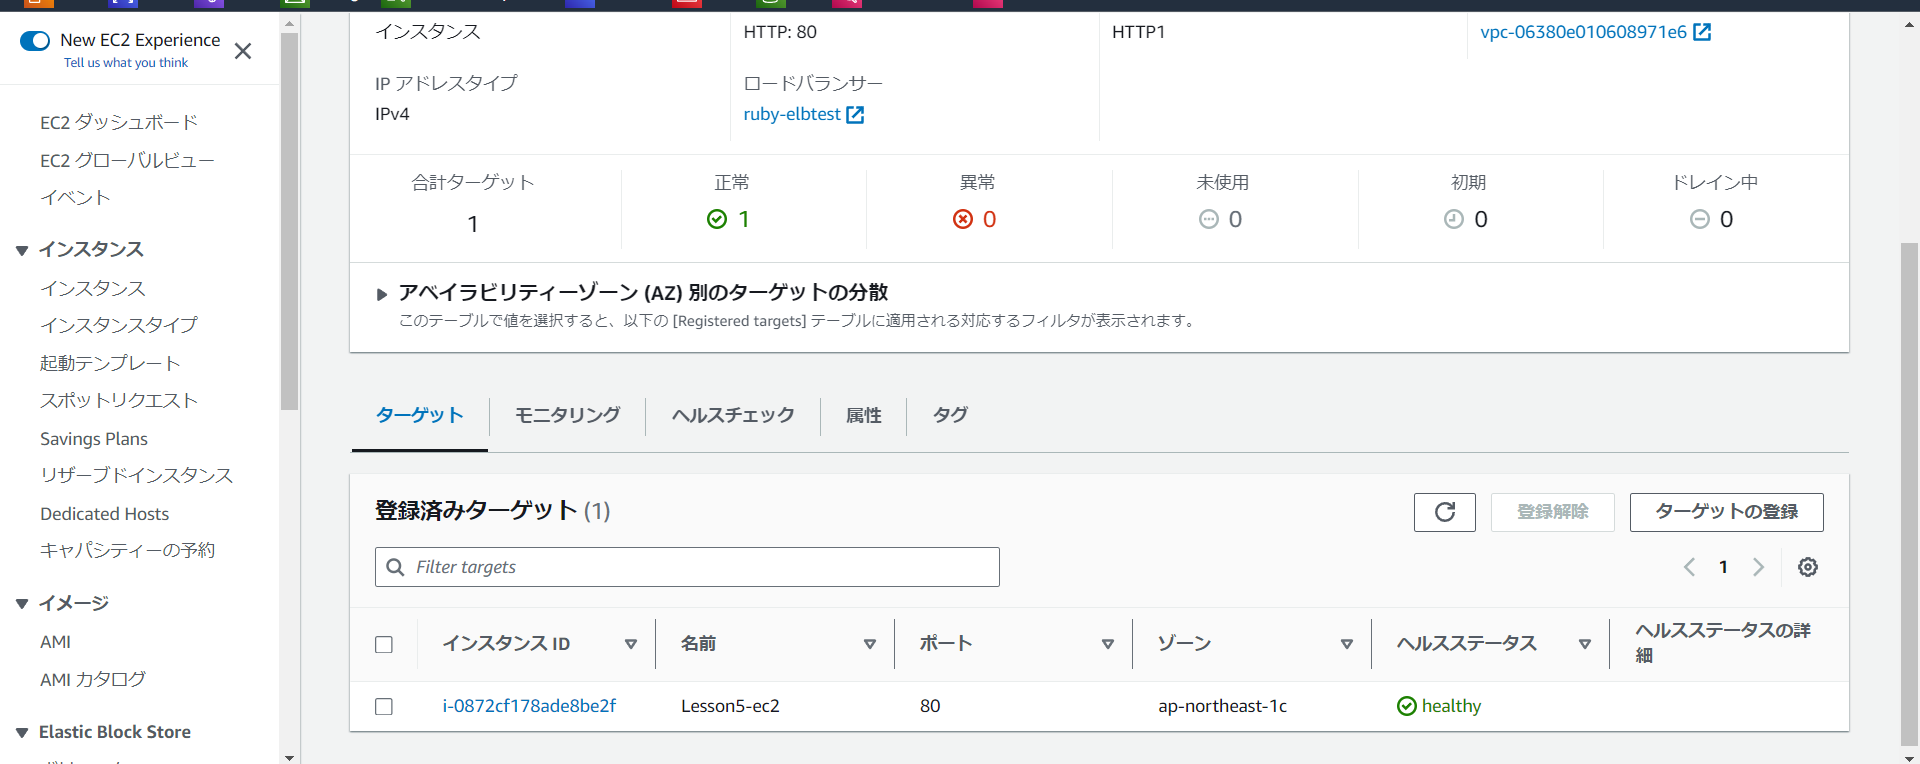 New EC2 Experience
Tell us what you think
EC2 ダッシュボード
EC2 グローバルビュー
イベント
インスタンス
インスタンス
インスタンスタイプ
起動テンプレート
スポットリクエスト
Savings Plans
リザーブドインスタンス
Dedicated Hosts
キャパシティーの予約
イメージ
AMI
AMI カタログ
Elastic Block Store
インスタンス
HTTP: 80
HTTP1
vpc-06380e010608971e6
IP アドレスタイプ
IPv4
ロードバランサー
ruby-elbtest
合計ターゲット
1
正常
1
異常
0
未使用
0
初期
0
ドレイン中
0
アベイラビリティーゾーン (AZ) 別のターゲットの分散
このテーブルで値を選択すると、以下の [Registered targets] テーブルに適用される対応するフィルタが表示されます。
ターゲット
モニタリング
ヘルスチェック
属性
タグ
登録済みターゲット (1)
登録解除
ターゲットの登録
Filter targets
1
インスタンス ID
名前
ポート
ゾーン
ヘルスステータス
ヘルスステータスの詳
細
i-0872cf178ade8be2f
Lesson5-ec2
80
ap-northeast-1c
healthy